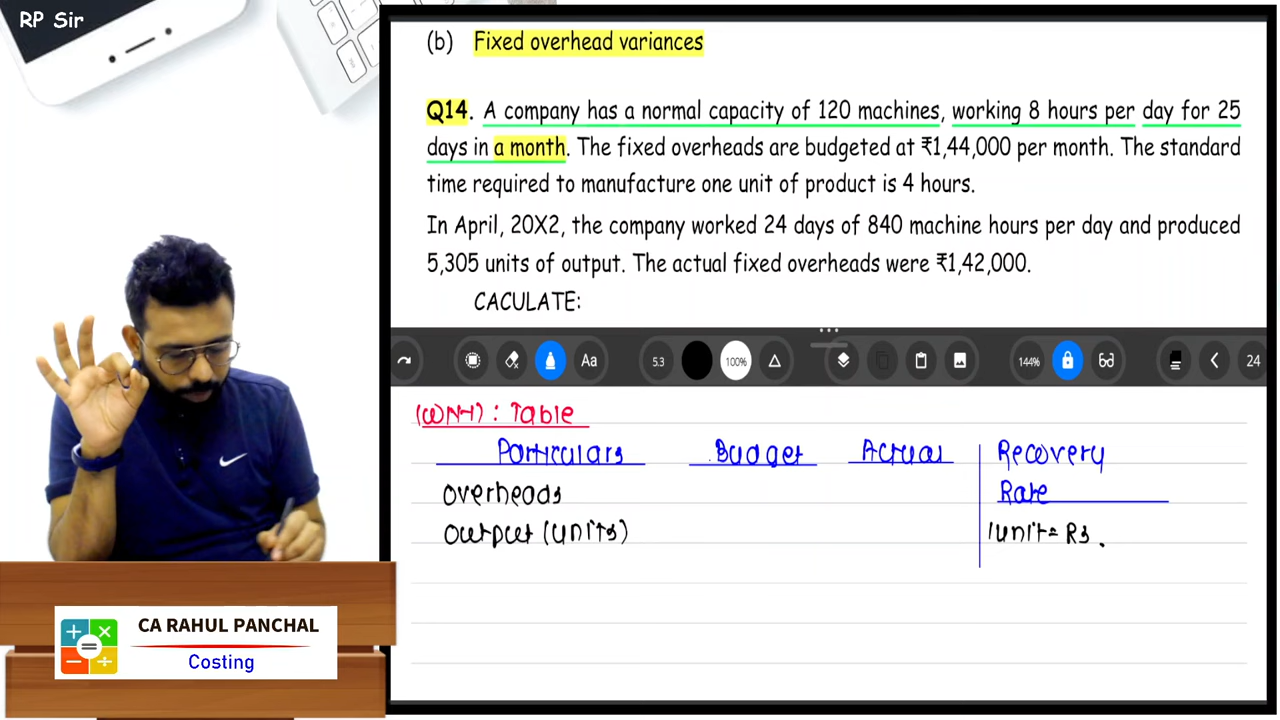 RP Sir
(b) Fixed overhead variances
Q14. A company has a normal capacity of 120 machines, working 8 hours per day for 25
days in a month. The fixed overheads are budgeted at ₹1,44,000 per month. The standard
time required to manufacture one unit of product is 4 hours.
In April, 20X2, the company worked 24 days of 840 machine hours per day and produced
5,305 units of output. The actual fixed overheads were ₹1,42,000.
CACULATE:
Aa 5.3 100% 144% 24
(WN-1) : Table
Particulars Budget Actual Recovery
Rate
Overheads
Output (units) 1unit = Rs.
CA RAHUL PANCHAL
Costing